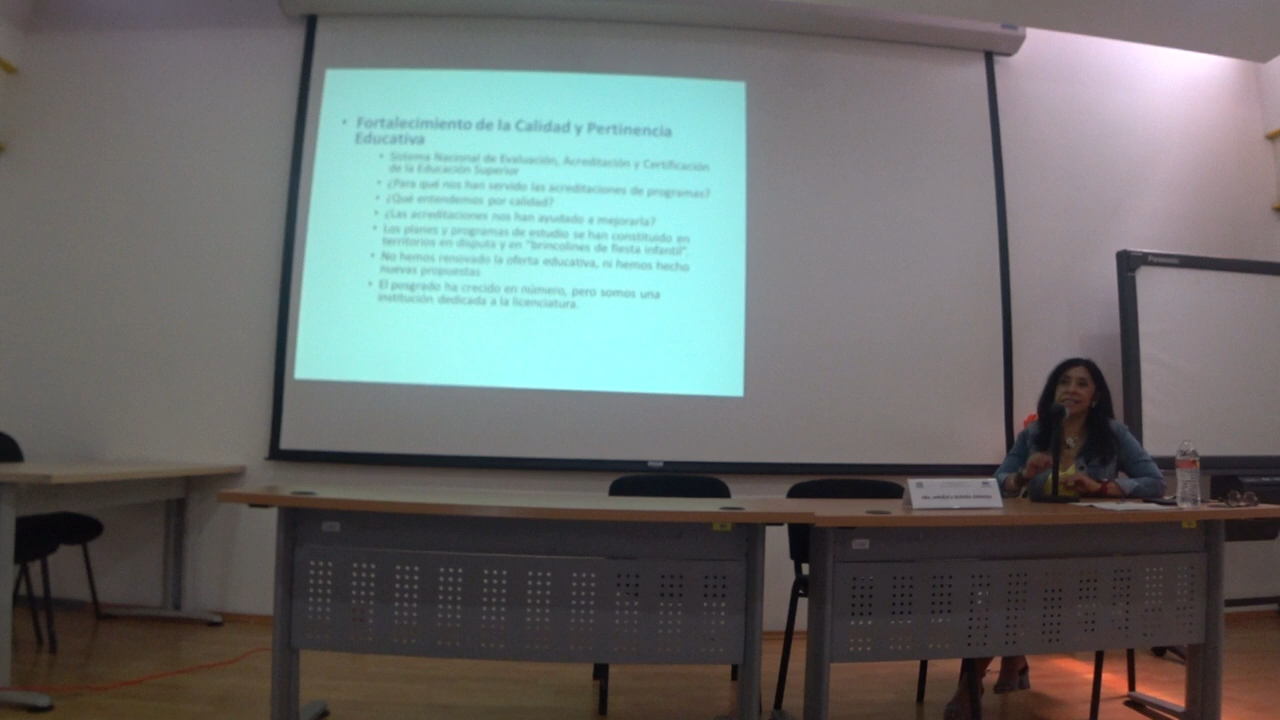 • Fortalecimiento de la Calidad y Pertinencia
Educativa
• Sistema Nacional de Evaluación, Acreditación y Certificación
de la Educación Superior
• ¿Para qué nos han servido las acreditaciones de programas?
• ¿Qué entendemos por calidad?
• ¿Las acreditaciones nos han ayudado a mejorarla?
• Los planes y programas de estudio se han constituido en
territorios en disputa y en "brincolines de fiesta infantil".
• No hemos renovado la oferta educativa, ni hemos hecho
nuevas propuestas
• El posgrado ha crecido en número, pero somos una
institución dedicada a la licenciatura.
Panasonic